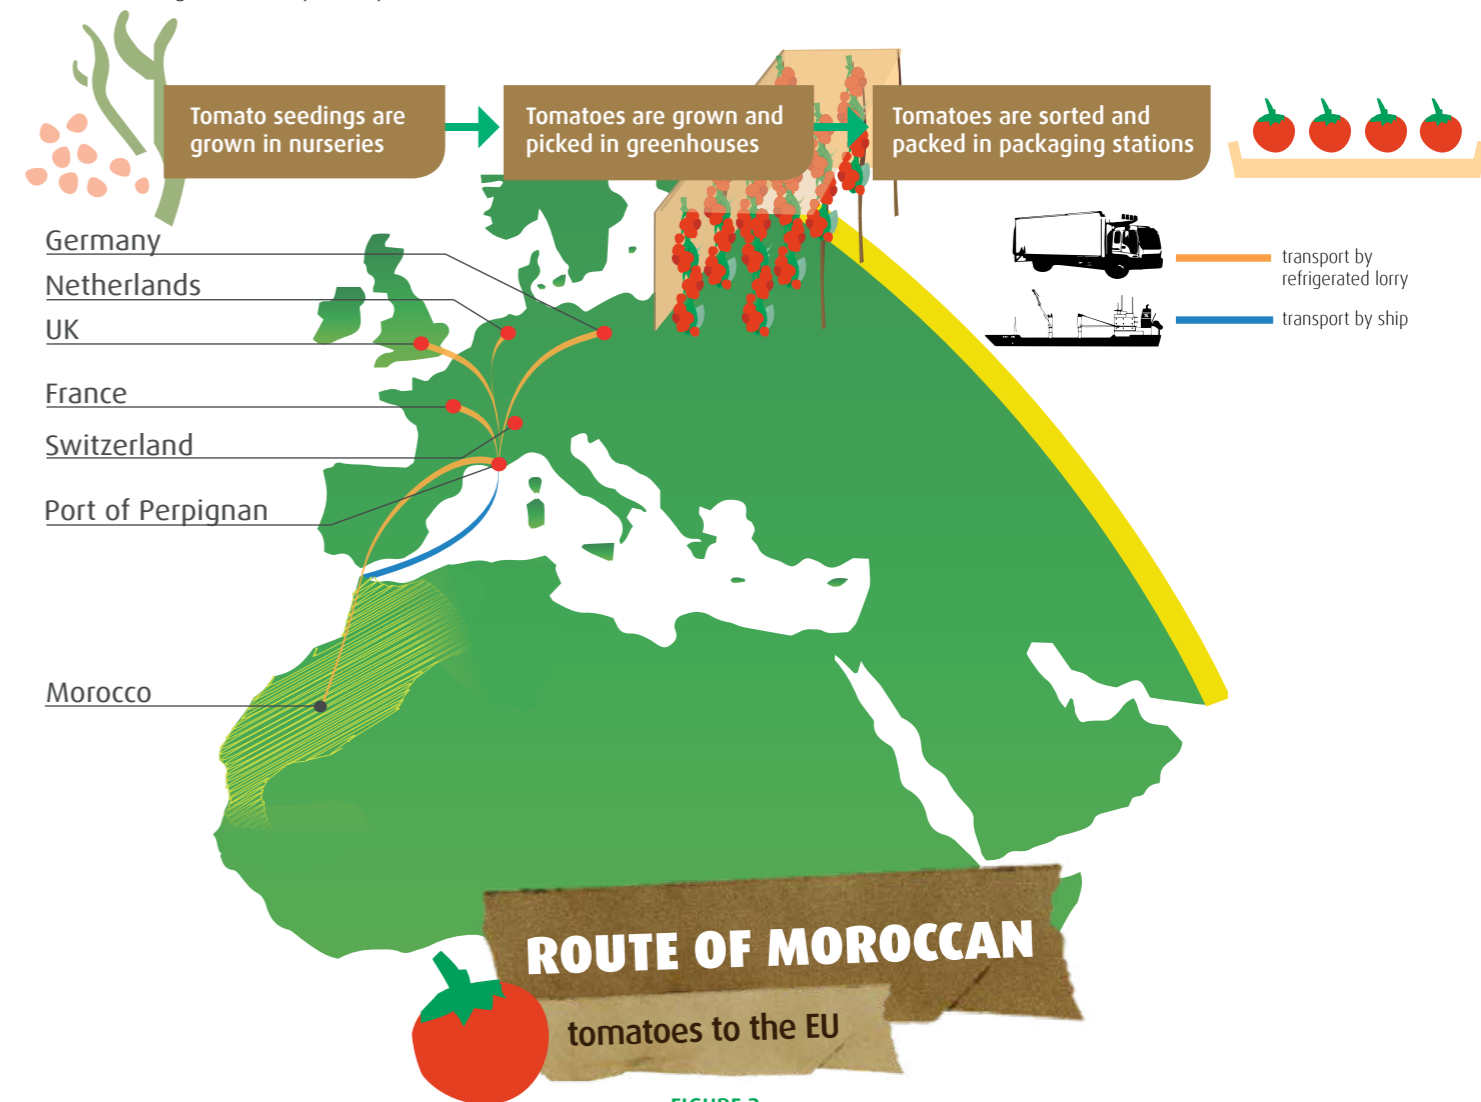 Tomato seedings are
grown in nurseries
Tomatoes are grown and
picked in greenhouses
Tomatoes are sorted and
packed in packaging stations
transport by
refrigerated lorry
transport by ship
Germany
Netherlands
UK
France
Switzerland
Port of Perpignan
Morocco
ROUTE OF MOROCCAN
tomatoes to the EU